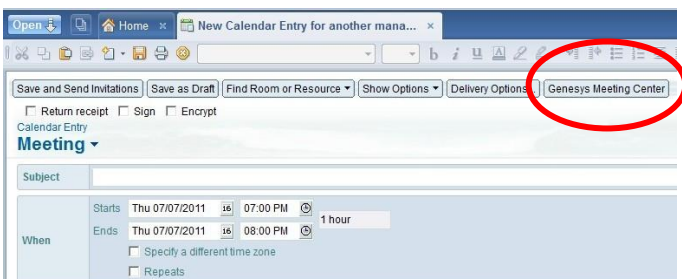 Open Home × New Calendar Entry for another mana... ×
b i U A
Save and Send Invitations Save as Draft Find Room or Resource Show Options Delivery Options... Genesys Meeting Center
Return receipt Sign Encrypt
Calendar Entry
Meeting
Subject
Starts Thu 07/07/2011 16 07:00 PM
1 hour
Ends Thu 07/07/2011 16 08:00 PM
When
Specify a different time zone
Repeats